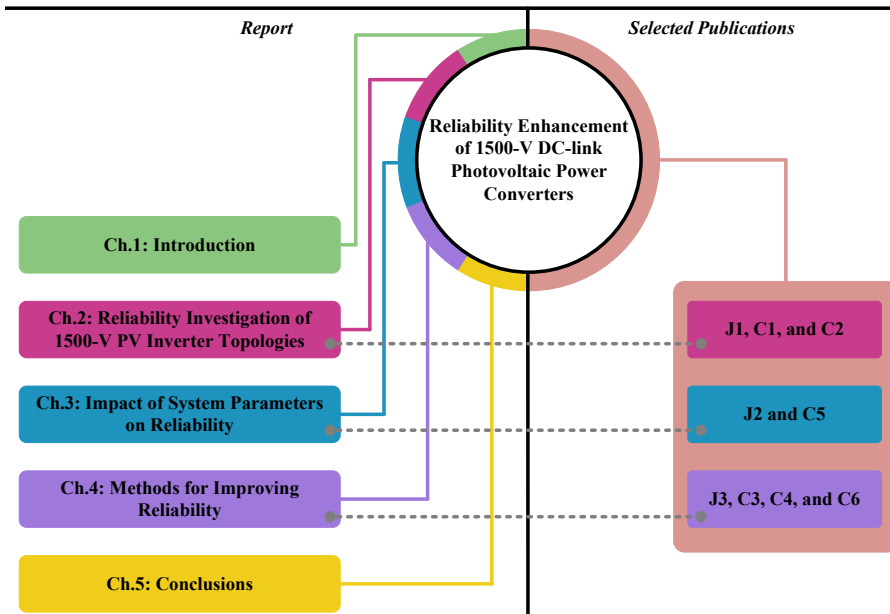 Report
Selected Publications
Reliability Enhancement
of 1500-V DC-link
Photovoltaic Power
Converters
Ch.1: Introduction
Ch.2: Reliability Investigation of
1500-V PV Inverter Topologies
J1, C1, and C2
Ch.3: Impact of System Parameters
on Reliability
J2 and C5
Ch.4: Methods for Improving
Reliability
J3, C3, C4, and C6
Ch.5: Conclusions